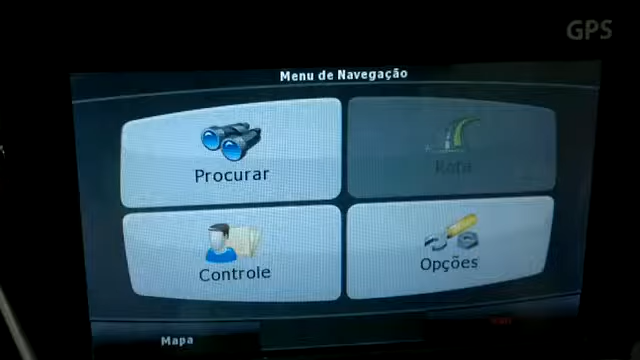 GPS
Menu de Navegação
Procurar
Rota
Controle
Opções
Mapa